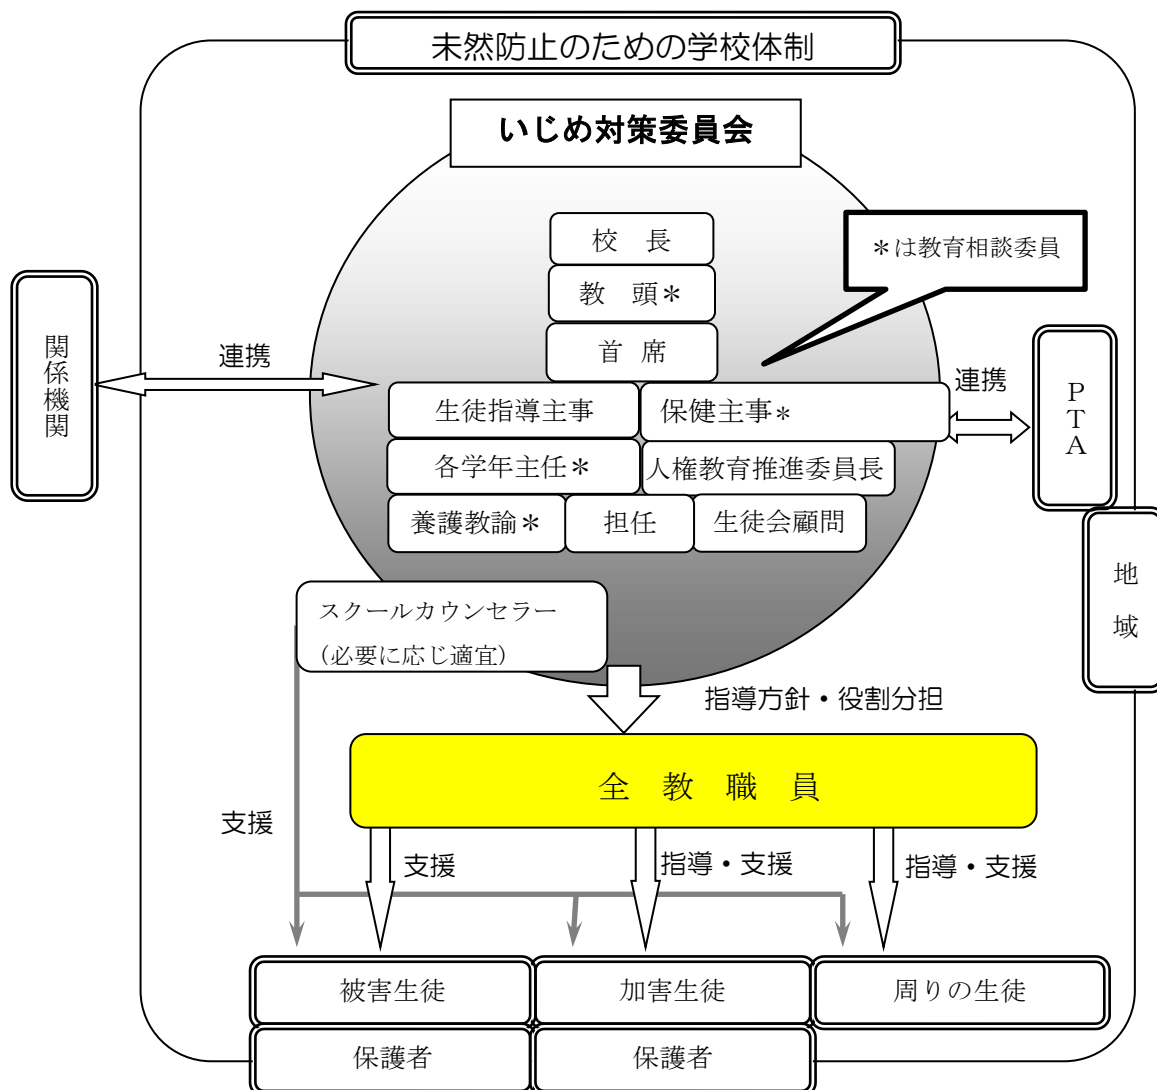 未然防止のための学校体制
いじめ対策委員会
校　長
教　頭＊
首 席
＊は教育相談委員
関係機関
連携
連携
PTA
地域
生徒指導主事
保健主事＊
各学年主任＊
人権教育推進委員長
養護教諭＊
担任
生徒会顧問
スクールカウンセラー
(必要に応じ適宜)
指導方針・役割分担
全　教　職　員
支援
支援
指導・支援
指導・支援
被害生徒
加害生徒
周りの生徒
保護者
保護者